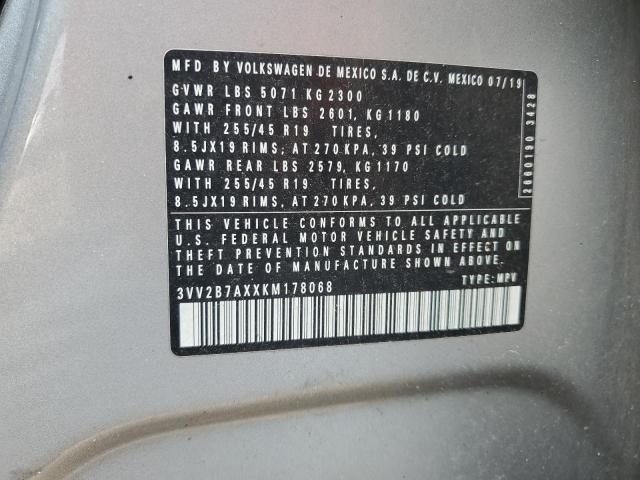 MFD. BY VOLKSWAGEN DE MEXICO S.A. DE C.V. MEXICO 07/19
GVWR LBS 5071 KG 2300
GAWR FRONT LBS 2601, KG 1180
WITH 255/45 R19 TIRES,
8.5JX19 RIMS, AT 270 KPA, 39 PSI COLD
GAWR REAR LBS 2579, KG 1170
WITH 255/45 R19 TIRES,
8.5JX19 RIMS, AT 270 KPA, 39 PSI COLD
2660190 3428
THIS VEHICLE CONFORMS TO ALL APPLICABLE
U.S. FEDERAL MOTOR VEHICLE SAFETY AND
THEFT PREVENTION STANDARDS IN EFFECT ON
THE DATE OF MANUFACTURE SHOWN ABOVE
3VV2B7AXXKM178068 TYPE: MPV